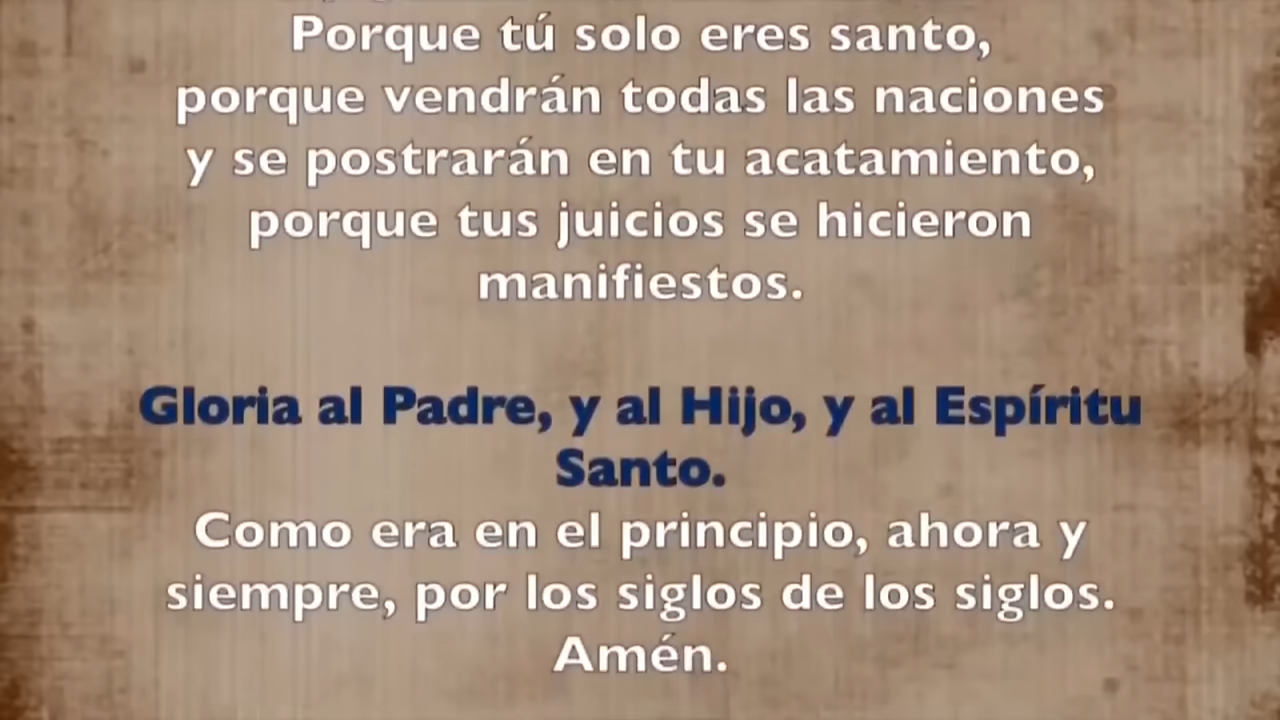 Porque tú solo eres santo,
porque vendrán todas las naciones
y se postrarán en tu acatamiento,
porque tus juicios se hicieron
manifiestos.
Gloria al Padre, y al Hijo, y al Espíritu
Santo.
Como era en el principio, ahora y
siempre, por los siglos de los siglos.
Amén.